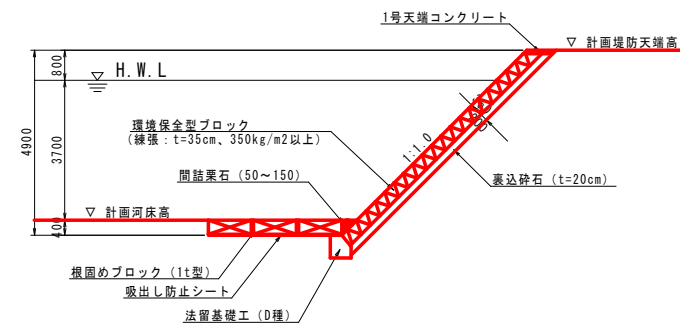 1号天端コンクリート
▽ 計画堤防天端高
800
▽ H.W.L
4900
3700
環境保全型ブロック
(練張：t=35cm、350kg/m2以上)
1:1.0
間詰栗石（50～150）
裏込砕石（t=20cm）
▽ 計画河床高
400
根固めブロック（1t型）
吸出し防止シート
法留基礎工（D種）